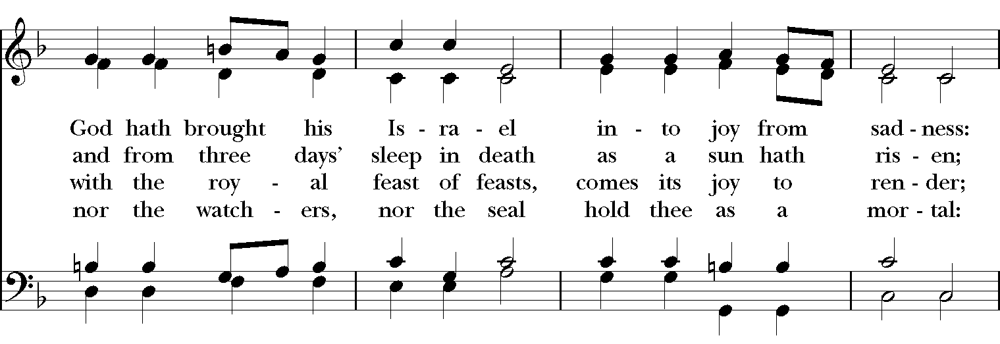 God hath brought his Is - ra - el in - to joy from sad - ness:
and from three days' sleep in death as a sun hath ris - en;
with the roy - al feast of feasts, comes its joy to ren - der;
nor the watch - ers, nor the seal hold thee as a mor - tal: